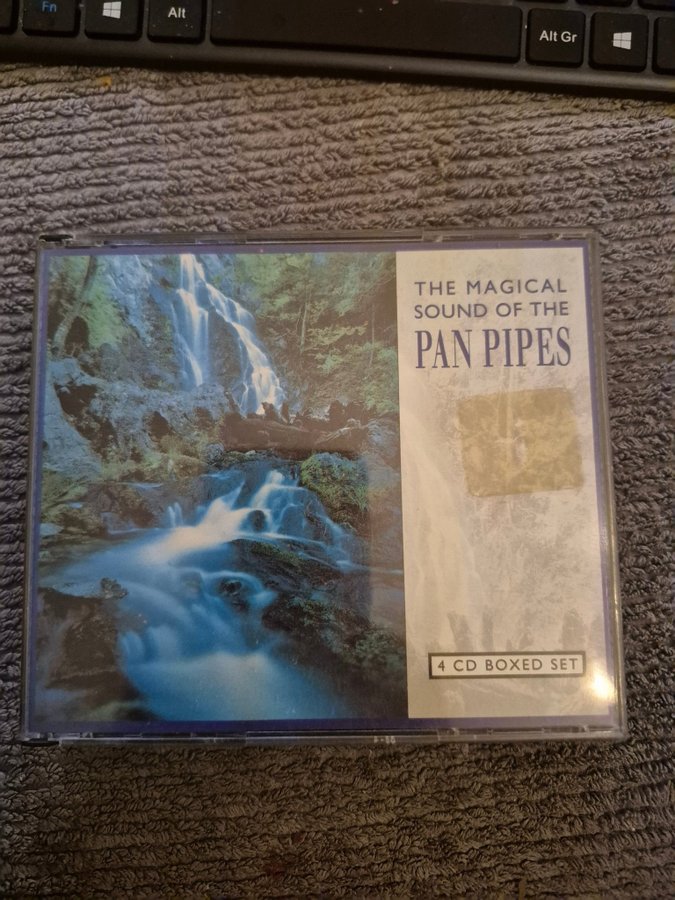 Fn
Alt
Alt Gr
THE MAGICAL
SOUND OF THE
PAN PIPES
4 CD BOXED SET